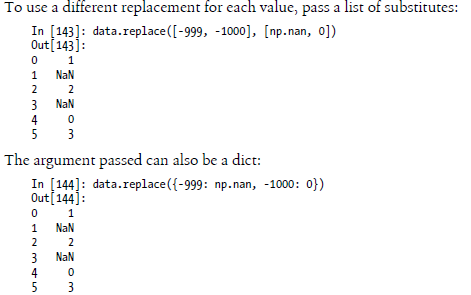 To use a different replacement for each value, pass a list of substitutes:
In [143]: data.replace([-999, -1000], [np.nan, 0])
Out[143]:
0 1
1 NaN
2 2
3 NaN
4 0
5 3
The argument passed can also be a dict:
In [144]: data.replace({-999: np.nan, -1000: 0})
Out[144]:
0 1
1 NaN
2 2
3 NaN
4 0
5 3